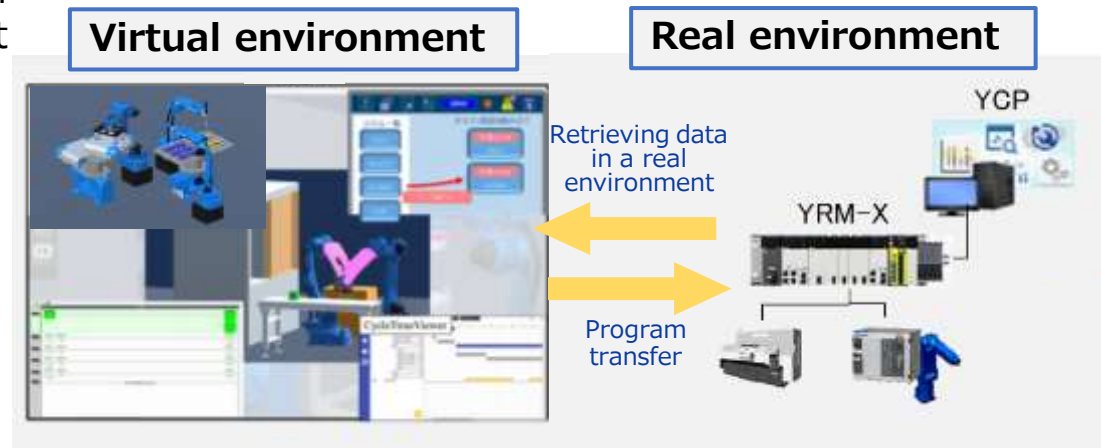 t
Virtual environment
Real environment
YCP
Retrieving data
in a real
environment
YRM-X
CycleTimeViewer
Program
transfer